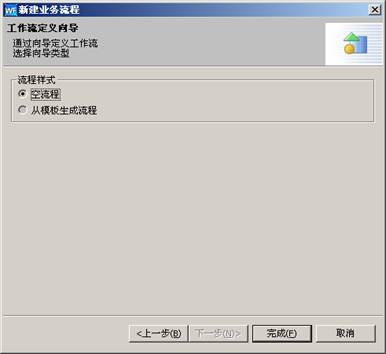 WF 新建业务流程
工作流定义向导
通过向导定义工作流
选择向导类型
流程样式
空流程
从模板生成流程
<上一步(B) 下一步(N)> 完成(F) 取消